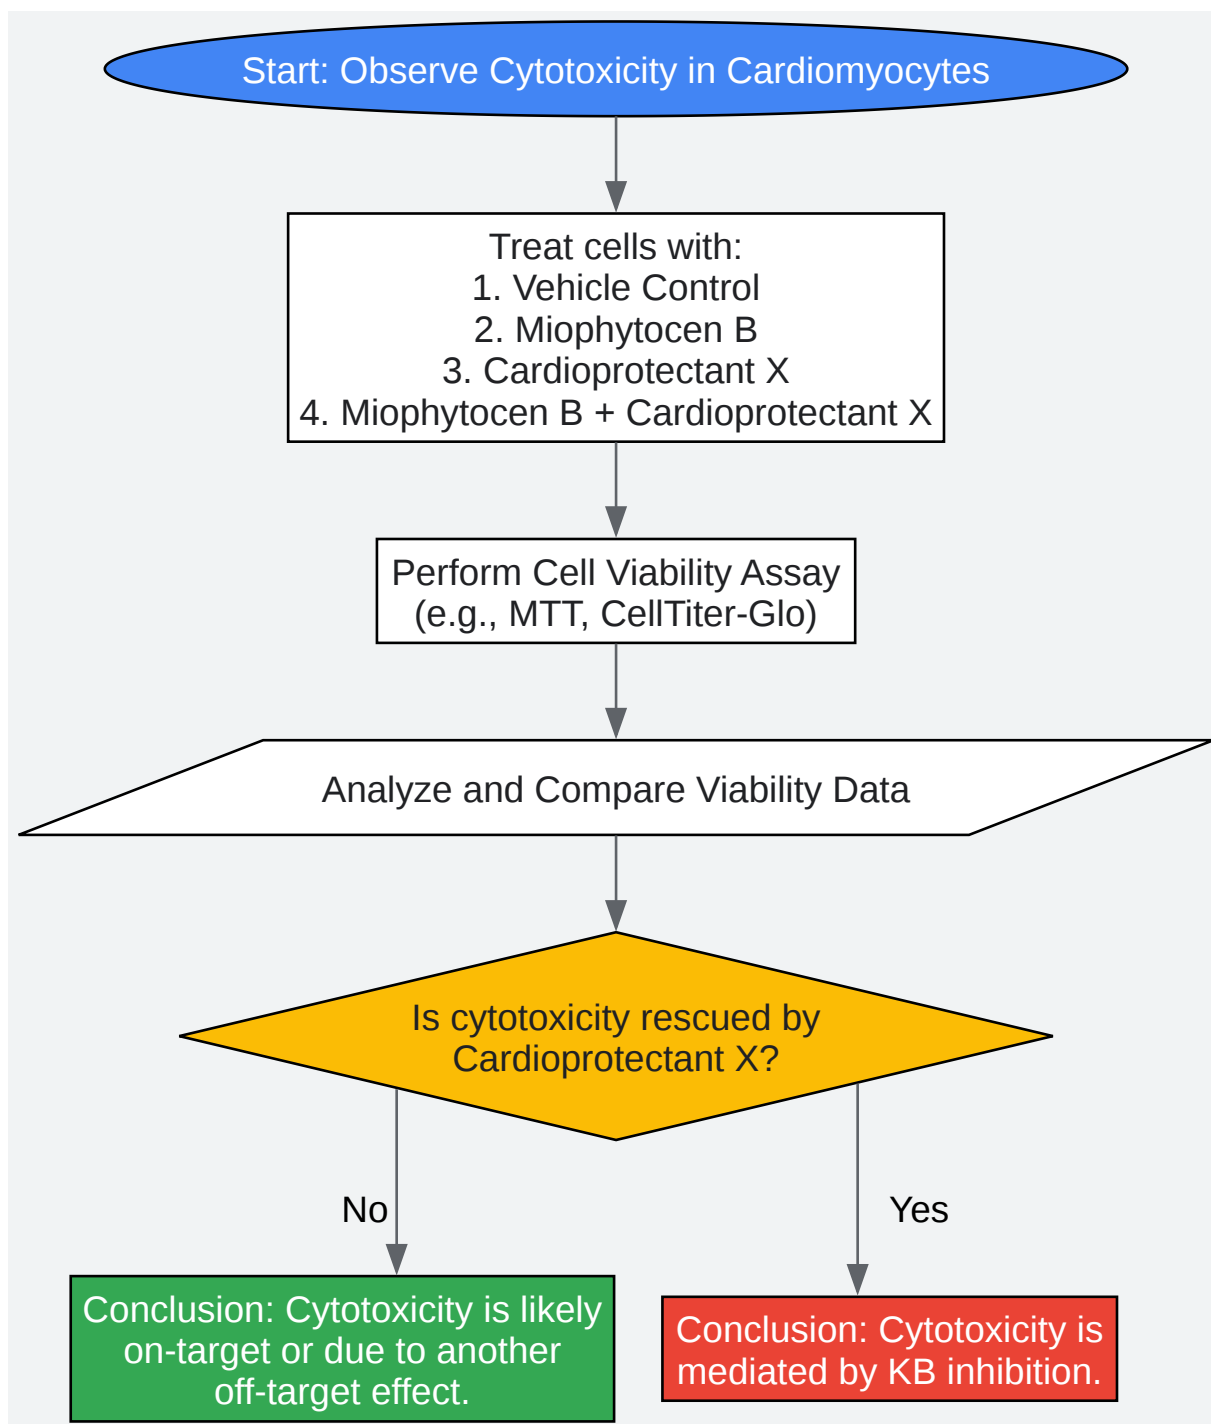 Start: Observe Cytotoxicity in Cardiomyocytes
Treat cells with:
1. Vehicle Control
2. Miophytocen B
3. Cardioprotectant X
4. Miophytocen B + Cardioprotectant X
Perform Cell Viability Assay
(e.g., MTT, CellTiter-Glo)
Analyze and Compare Viability Data
Is cytotoxicity rescued by
Cardioprotectant X?
No
Yes
Conclusion: Cytotoxicity is likely
on-target or due to another
off-target effect.
Conclusion: Cytotoxicity is
mediated by KB inhibition.